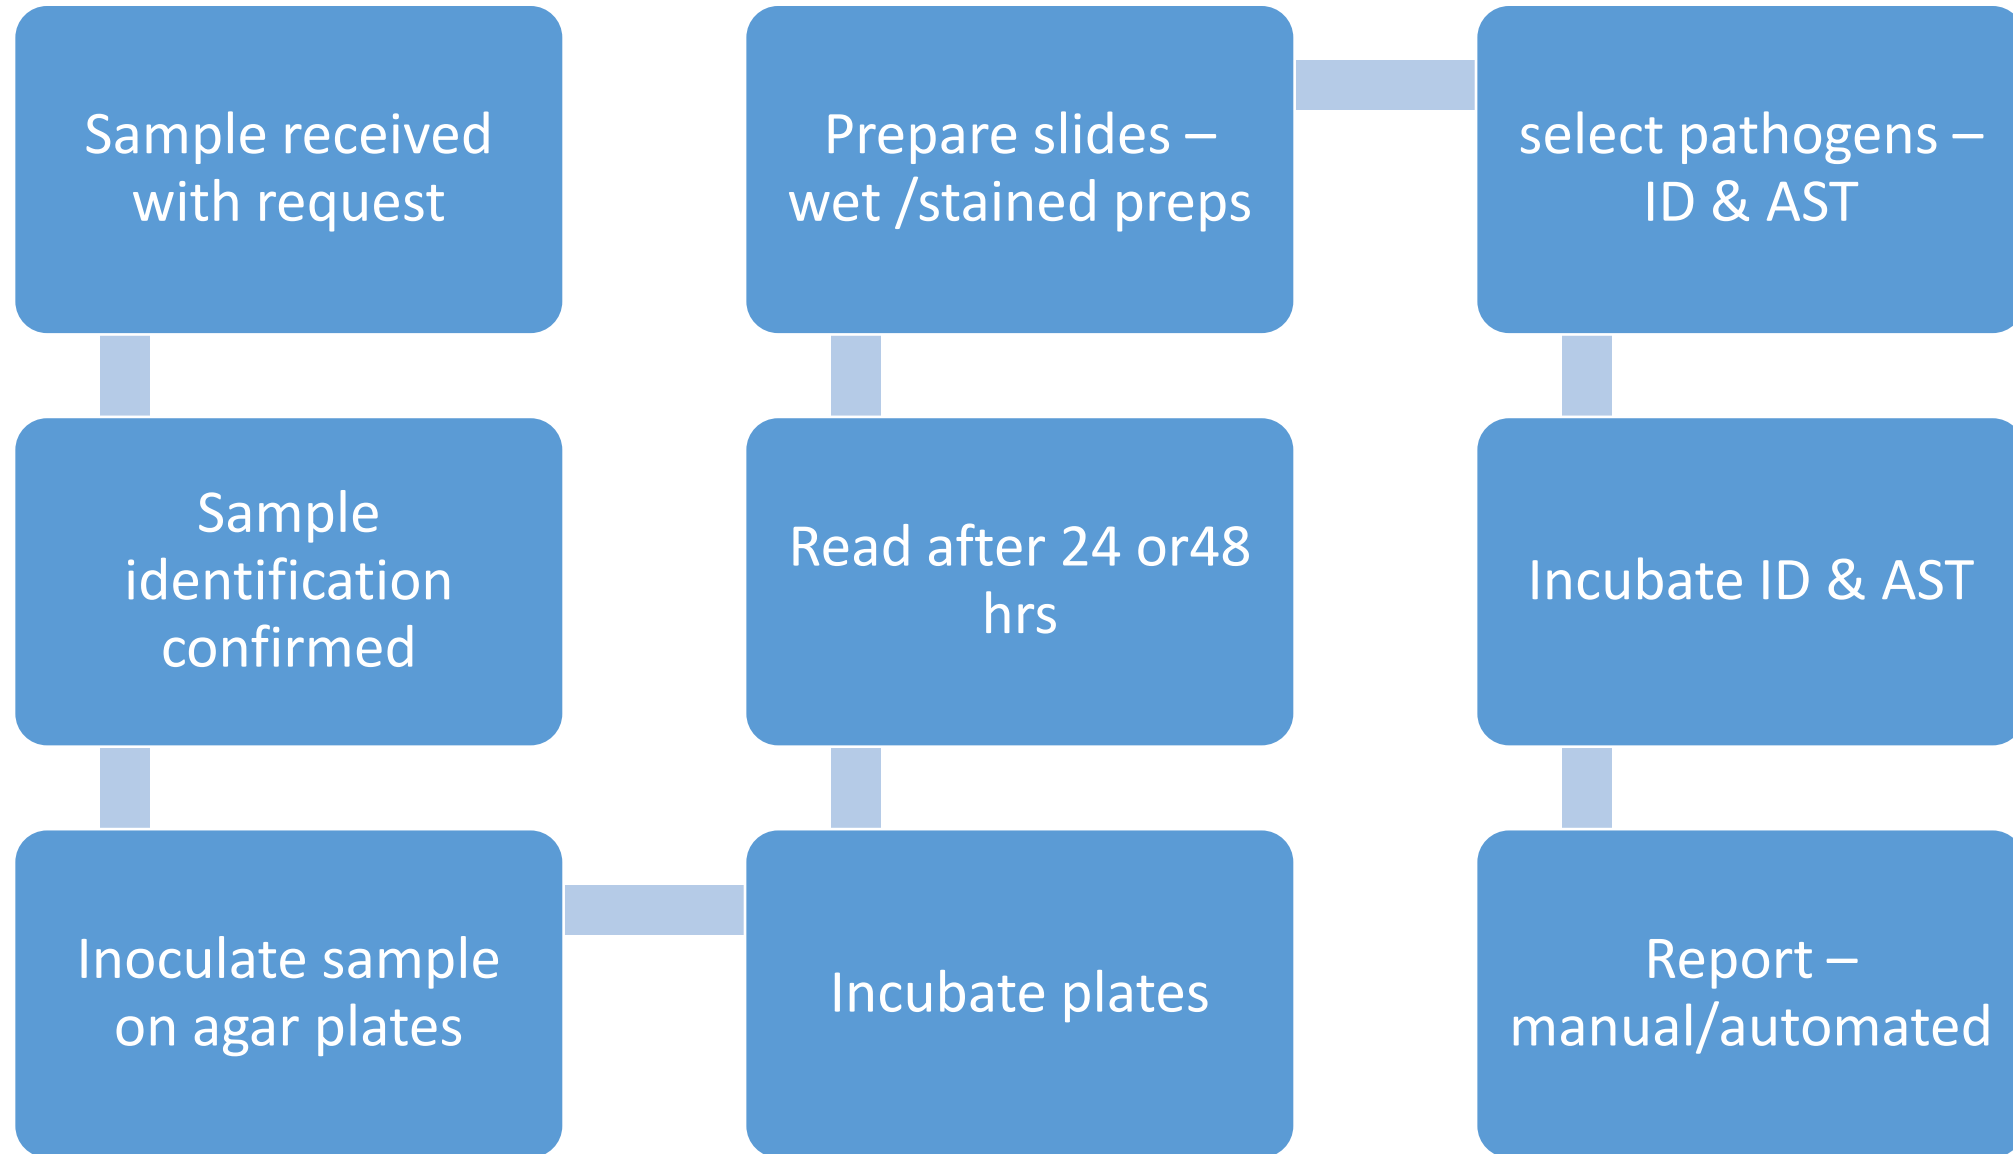 Sample received
with request
Sample
identification
confirmed
Inoculate sample
on agar plates
Incubate plates
Read after 24 or48
hrs
Prepare slides –
wet /stained preps
select pathogens –
ID & AST
Incubate ID & AST
Report –
manual/automated